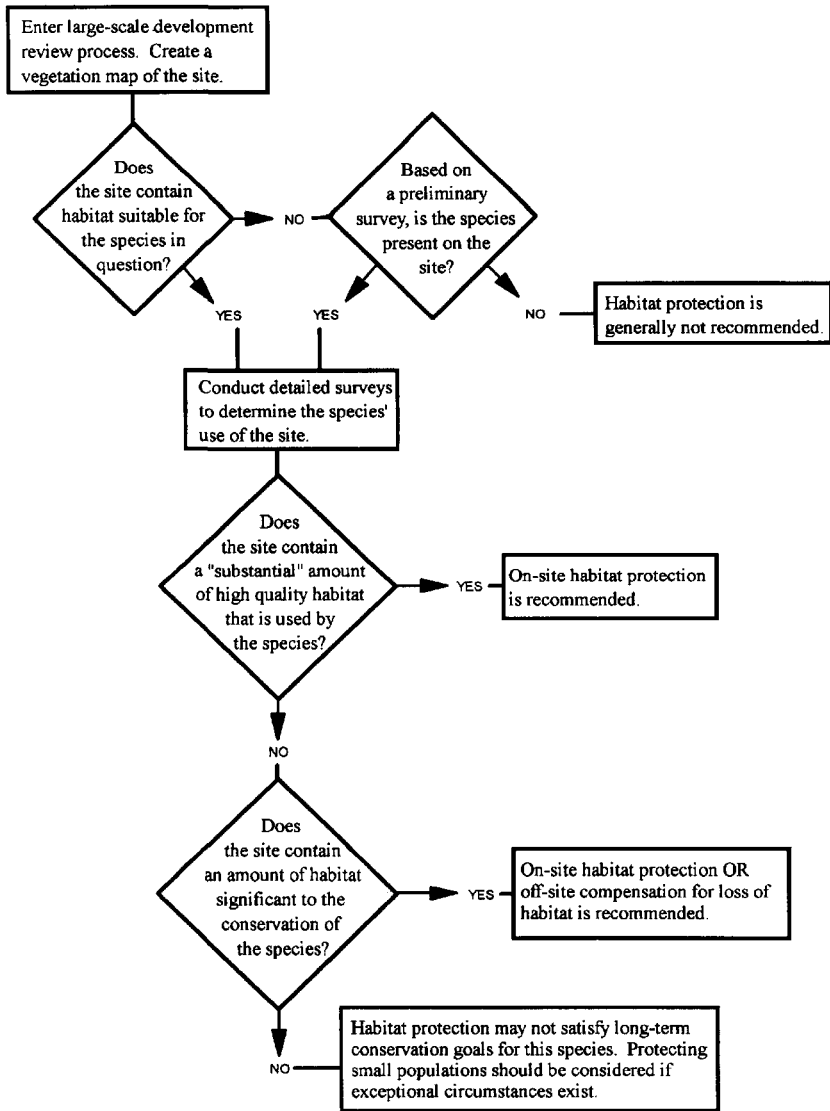 Enter large-scale development
review process. Create a
vegetation map of the site.
Does
the site contain
habitat suitable for
the species in
question?
NO
Based on
a preliminary
survey, is the species
present on the
site?
YES
YES
NO
Habitat protection is
generally not recommended.
Conduct detailed surveys
to determine the species'
use of the site.
Does
the site contain
a "substantial" amount
of high quality habitat
that is used by
the species?
YES
On-site habitat protection
is recommended.
NO
Does
the site contain
an amount of habitat
significant to the
conservation of
the species?
YES
On-site habitat protection OR
off-site compensation for loss of
habitat is recommended.
NO
Habitat protection may not satisfy long-term
conservation goals for this species. Protecting
small populations should be considered if
exceptional circumstances exist.